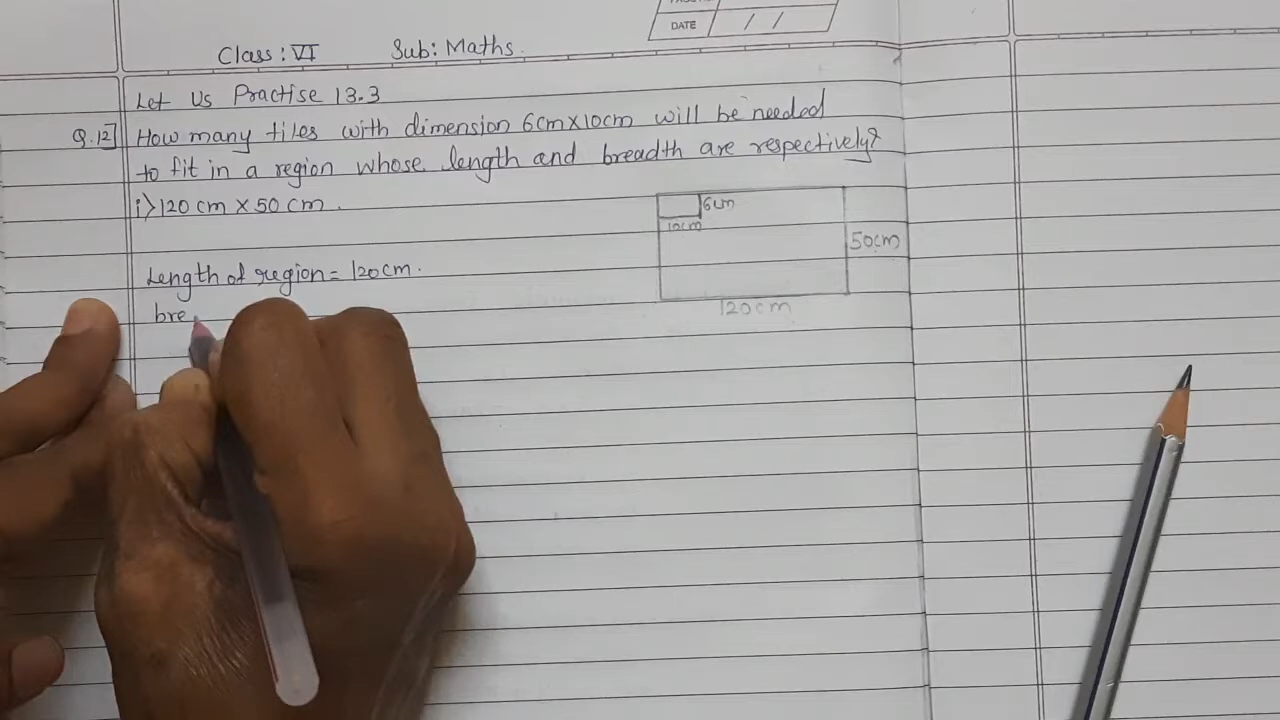 DATE / /
Class: VI Sub: Maths.
Let Us Practise 13.3
Q.12] How many tiles with dimension 6cm×10cm will be needed
to fit in a region whose length and breadth are respectively?
i>120 cm × 50 cm.
6cm
10cm
50cm
120cm
Length of region = 120cm.
bre